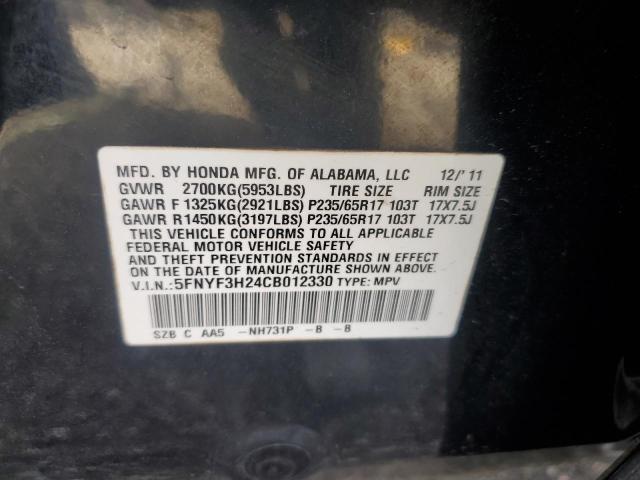 MFD. BY HONDA MFG. OF ALABAMA, LLC 12/'11
GVWR 2700KG(5953LBS) TIRE SIZE RIM SIZE
GAWR F 1325KG(2921LBS) P235/65R17 103T 17X7.5J
GAWR R1450KG(3197LBS) P235/65R17 103T 17X7.5J
THIS VEHICLE CONFORMS TO ALL APPLICABLE
FEDERAL MOTOR VEHICLE SAFETY
AND THEFT PREVENTION STANDARDS IN EFFECT
ON THE DATE OF MANUFACTURE SHOWN ABOVE.
V.I.N.:5FNYF3H24CB012330 TYPE: MPV
SZB C AA5 -NH731P -B -B